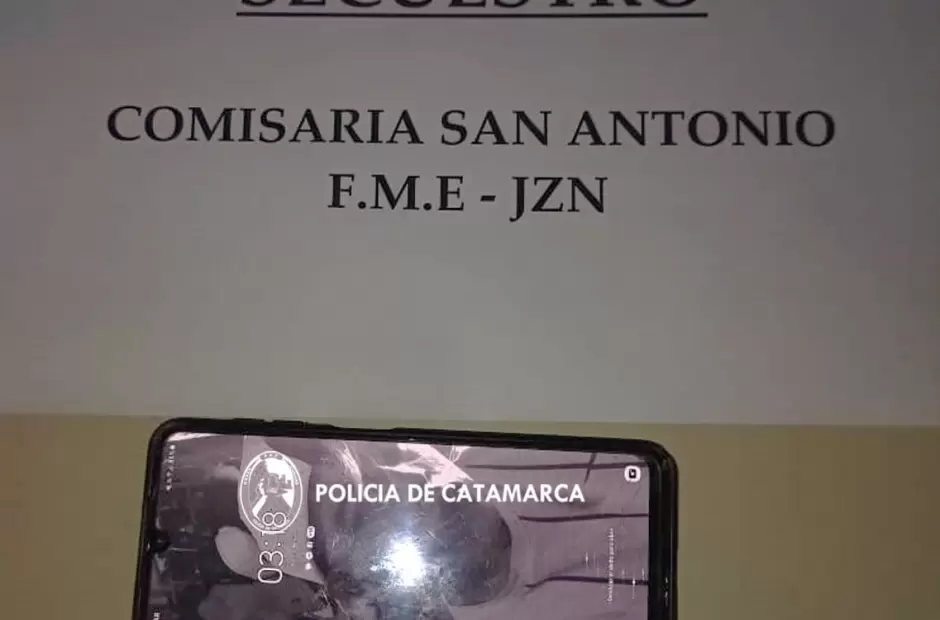 SECUESTRO
COMISARIA SAN ANTONIO
F.M.E - JZN
POLICIA DE CATAMARCA
03:18